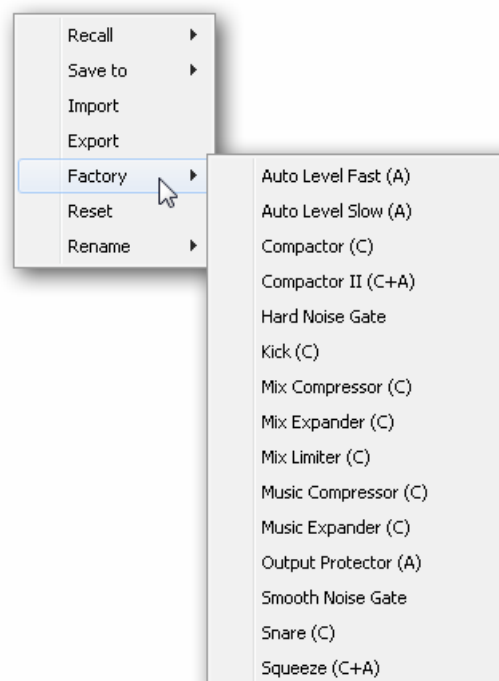 Recall
Save to
Import
Export
Factory
Reset
Rename
Auto Level Fast (A)
Auto Level Slow (A)
Compactor (C)
Compactor II (C+A)
Hard Noise Gate
Kick (C)
Mix Compressor (C)
Mix Expander (C)
Mix Limiter (C)
Music Compressor (C)
Music Expander (C)
Output Protector (A)
Smooth Noise Gate
Snare (C)
Squeeze (C+A)